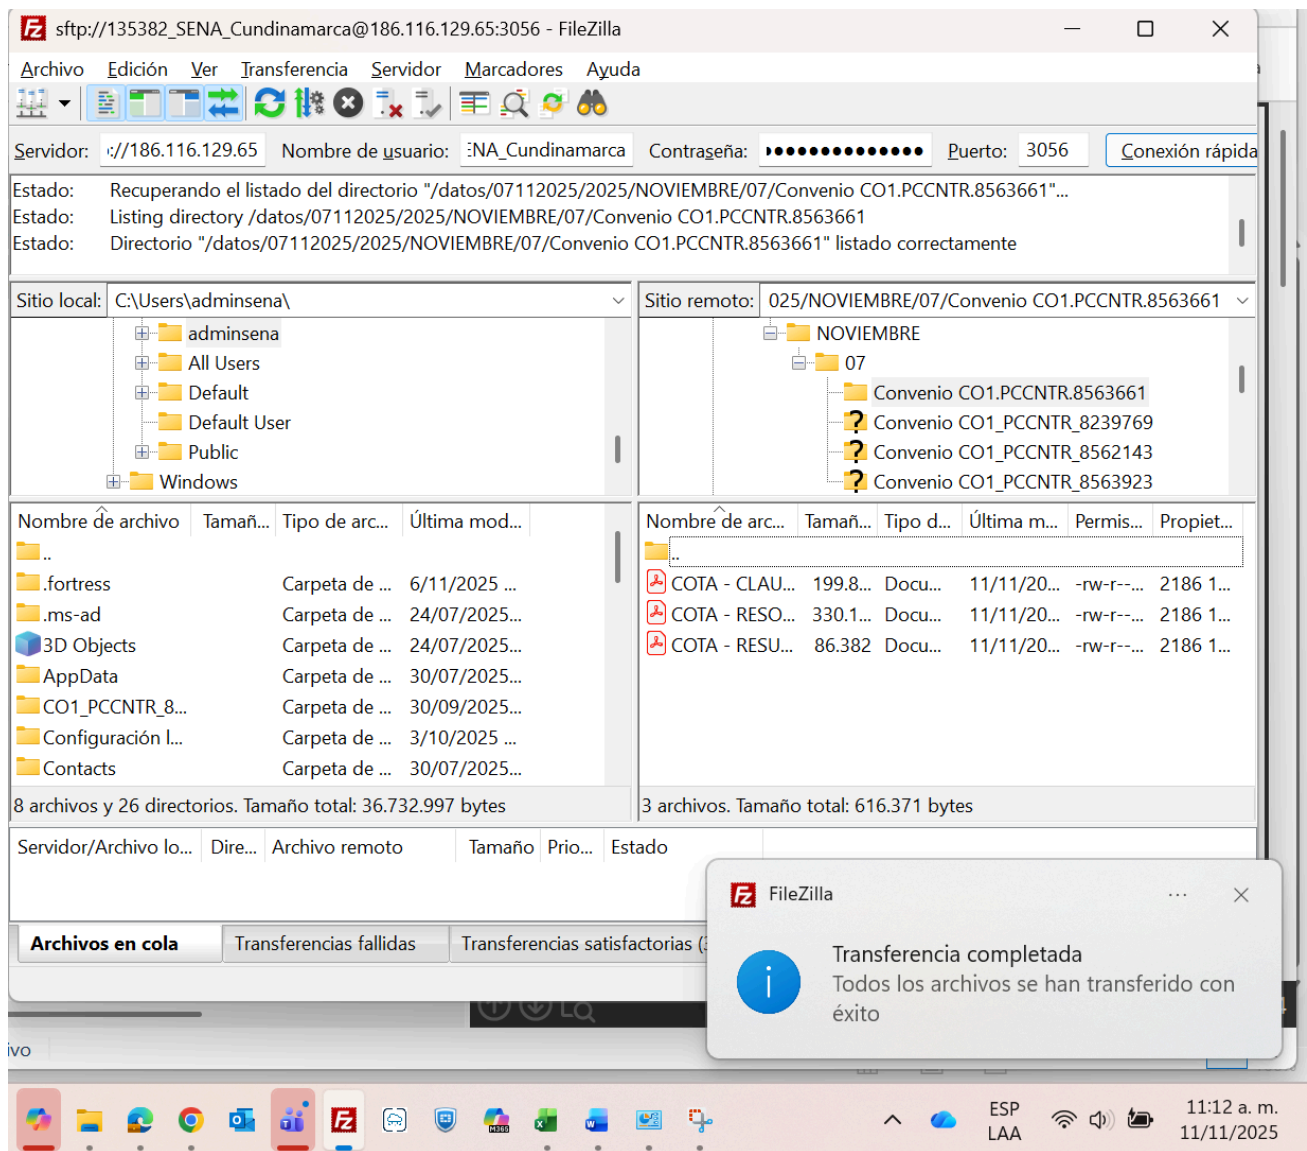 sftp://135382_SENA_Cundinamarca@186.116.129.65:3056 - FileZilla
Archivo Edición Ver Transferencia Servidor Marcadores Ayuda
Servidor: ://186.116.129.65 Nombre de usuario: ENA_Cundinamarca Contraseña: ●●●●●●●●●●●●●● Puerto: 3056 Conexión rápida
Estado: Recuperando el listado del directorio "/datos/07112025/2025/NOVIEMBRE/07/Convenio CO1.PCCNTR.8563661"...
Estado: Listing directory /datos/07112025/2025/NOVIEMBRE/07/Convenio CO1.PCCNTR.8563661
Estado: Directorio "/datos/07112025/2025/NOVIEMBRE/07/Convenio CO1.PCCNTR.8563661" listado correctamente
Sitio local: C:\Users\adminsena\
adminsena
All Users
Default
Default User
Public
Windows
Sitio remoto: 025/NOVIEMBRE/07/Convenio CO1.PCCNTR.8563661
NOVIEMBRE
07
Convenio CO1.PCCNTR.8563661
? Convenio CO1_PCCNTR_8239769
? Convenio CO1_PCCNTR_8562143
? Convenio CO1_PCCNTR_8563923
Nombre de archivo Tamañ... Tipo de arc... Última mod...
..
.fortress Carpeta de ... 6/11/2025 ...
.ms-ad Carpeta de ... 24/07/2025...
3D Objects Carpeta de ... 24/07/2025...
AppData Carpeta de ... 30/07/2025...
CO1_PCCNTR_8... Carpeta de ... 30/09/2025...
Configuración l... Carpeta de ... 3/10/2025 ...
Contacts Carpeta de ... 30/07/2025...
8 archivos y 26 directorios. Tamaño total: 36.732.997 bytes
Nombre de arc... Tamañ... Tipo d... Última m... Permis... Propiet...
..
COTA - CLAU... 199.8... Docu... 11/11/20... -rw-r--... 2186 1...
COTA - RESO... 330.1... Docu... 11/11/20... -rw-r--... 2186 1...
COTA - RESU... 86.382 Docu... 11/11/20... -rw-r--... 2186 1...
3 archivos. Tamaño total: 616.371 bytes
Servidor/Archivo lo... Dire... Archivo remoto Tamaño Prio... Estado
Archivos en cola Transferencias fallidas Transferencias satisfactorias (3
FileZilla
Transferencia completada
Todos los archivos se han transferido con
éxito
ivo
M365
ESP
LAA
11:12 a. m.
11/11/2025